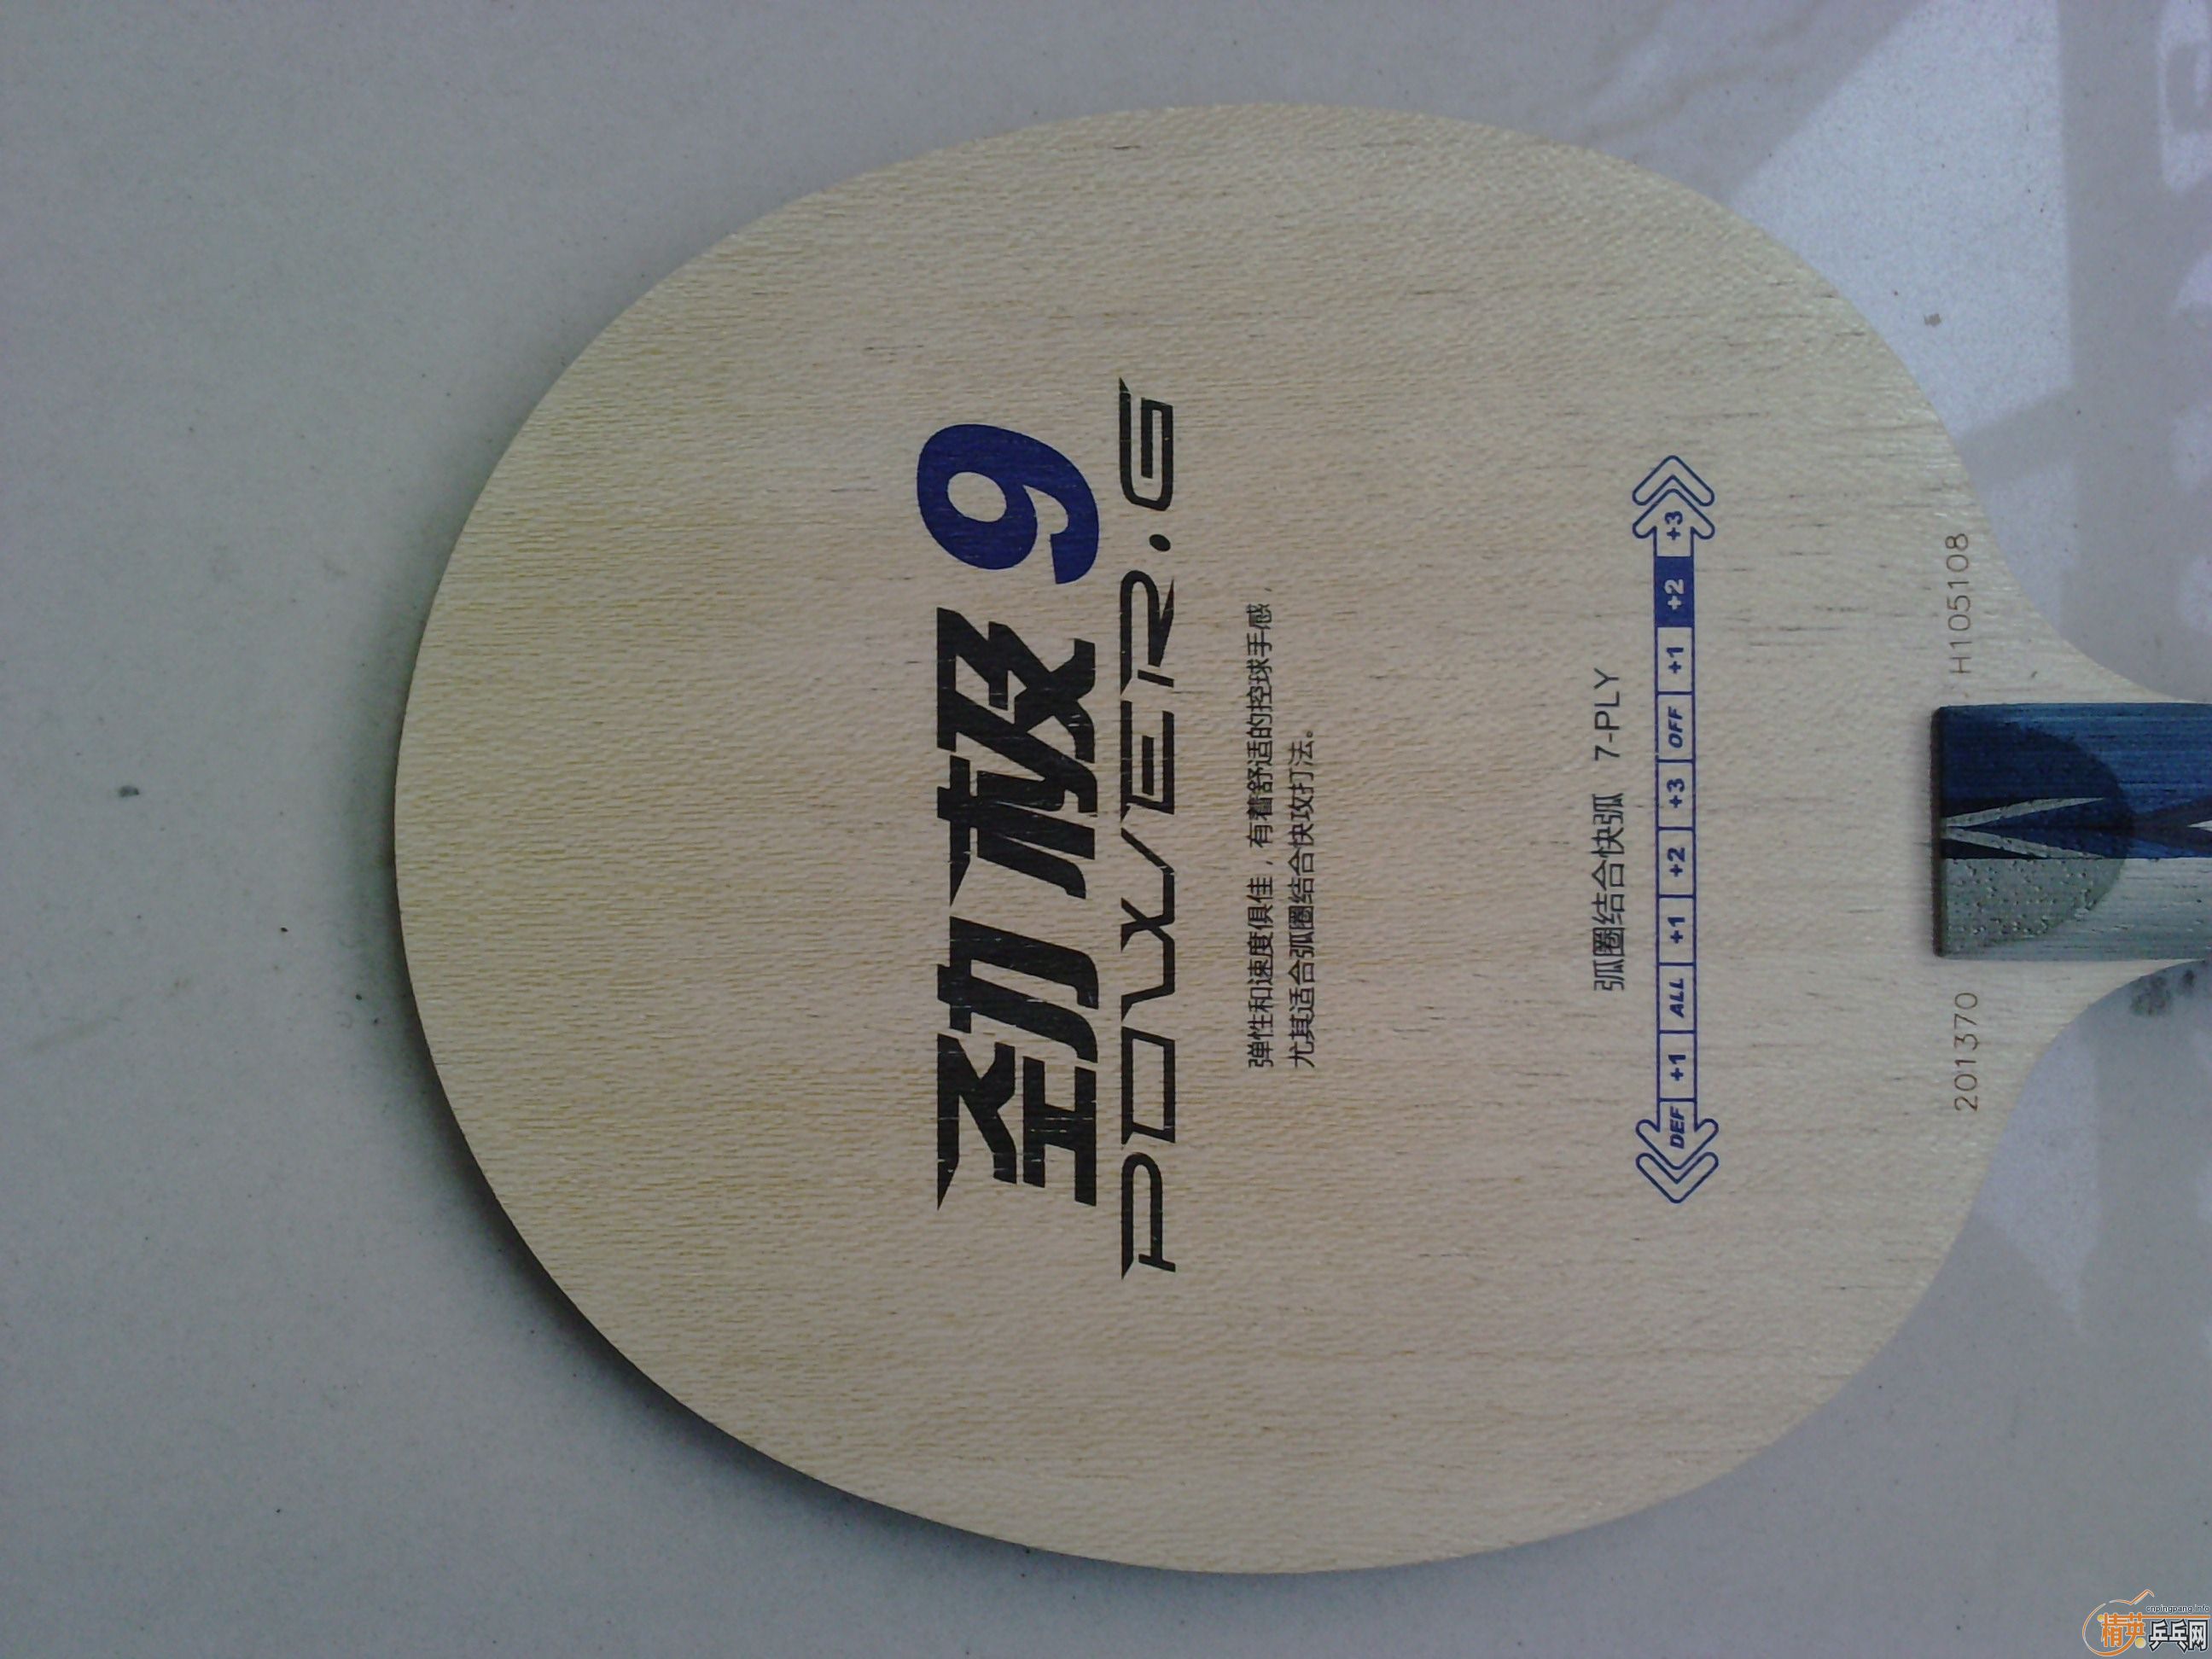 劲极9
POWER.G
弹性和速度俱佳，有着舒适的控球手感，
尤其适合弧圈结合快攻打法。
弧圈结合快弧 7-PLY
DEF +1 ALL +1 +2 +3 OFF +1 +2 +3
201370
H105108
cnpingpang.info
精英乒乓网